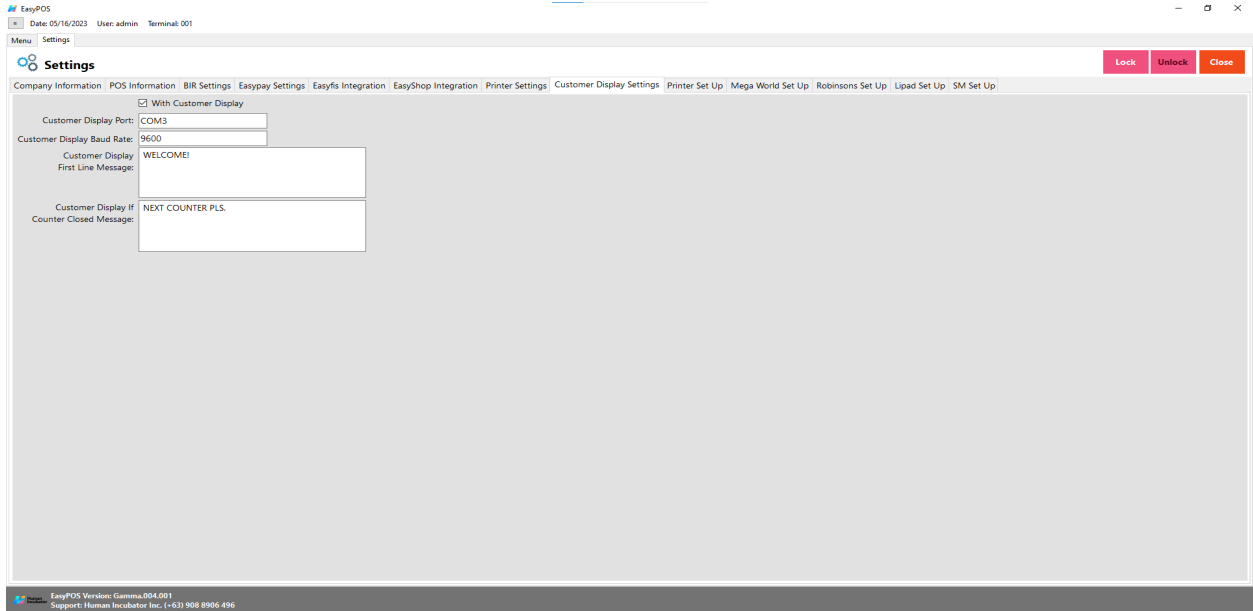 EasyPOS
Date: 05/16/2023 User: admin Terminal: 001
Menu Settings
Settings
Lock Unlock Close
Company Information POS Information BIR Settings Easypay Settings Easyfis Integration EasyShop Integration Printer Settings Customer Display Settings Printer Set Up Mega World Set Up Robinsons Set Up Lipad Set Up SM Set Up
With Customer Display
Customer Display Port: COM3
Customer Display Baud Rate: 9600
Customer Display WELCOME!
First Line Message:
Customer Display If NEXT COUNTER PLS.
Counter Closed Message:
Human
Incubator
EasyPOS Version: Gamma.004.001
Support: Human Incubator Inc. (+63) 908 8906 496